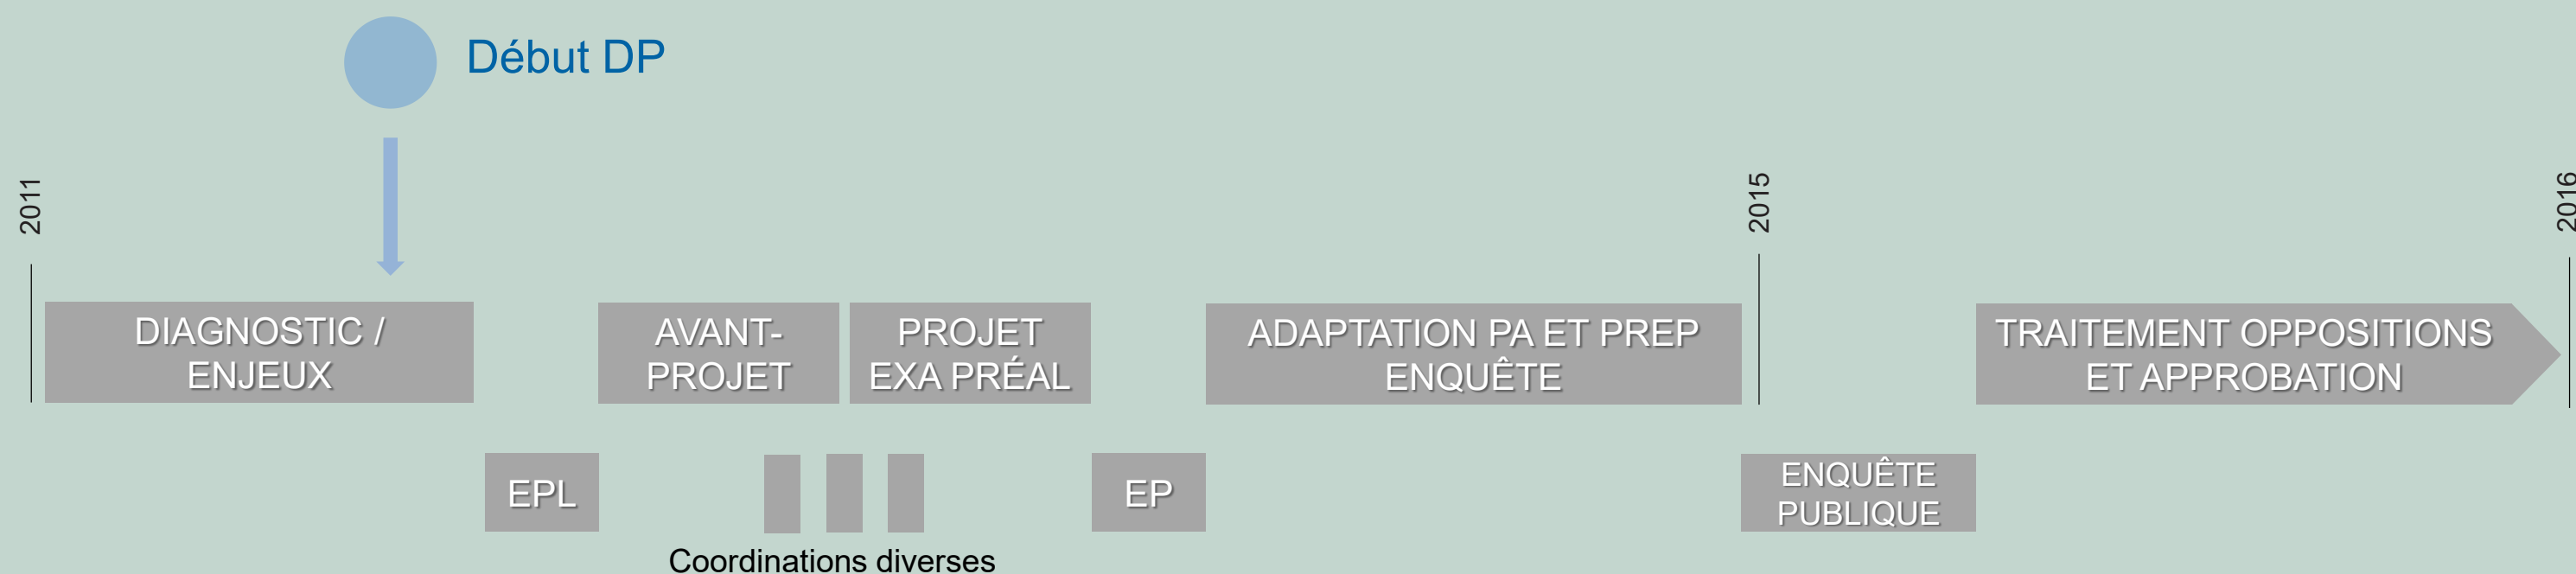 Début DP
2011
2015
2016
DIAGNOSTIC /
ENJEUX
AVANT-
PROJET
PROJET
EXA PRÉAL
ADAPTATION PA ET PREP
ENQUÊTE
TRAITEMENT OPPOSITIONS
ET APPROBATION
EPL
EP
ENQUÊTE
PUBLIQUE
Coordinations diverses